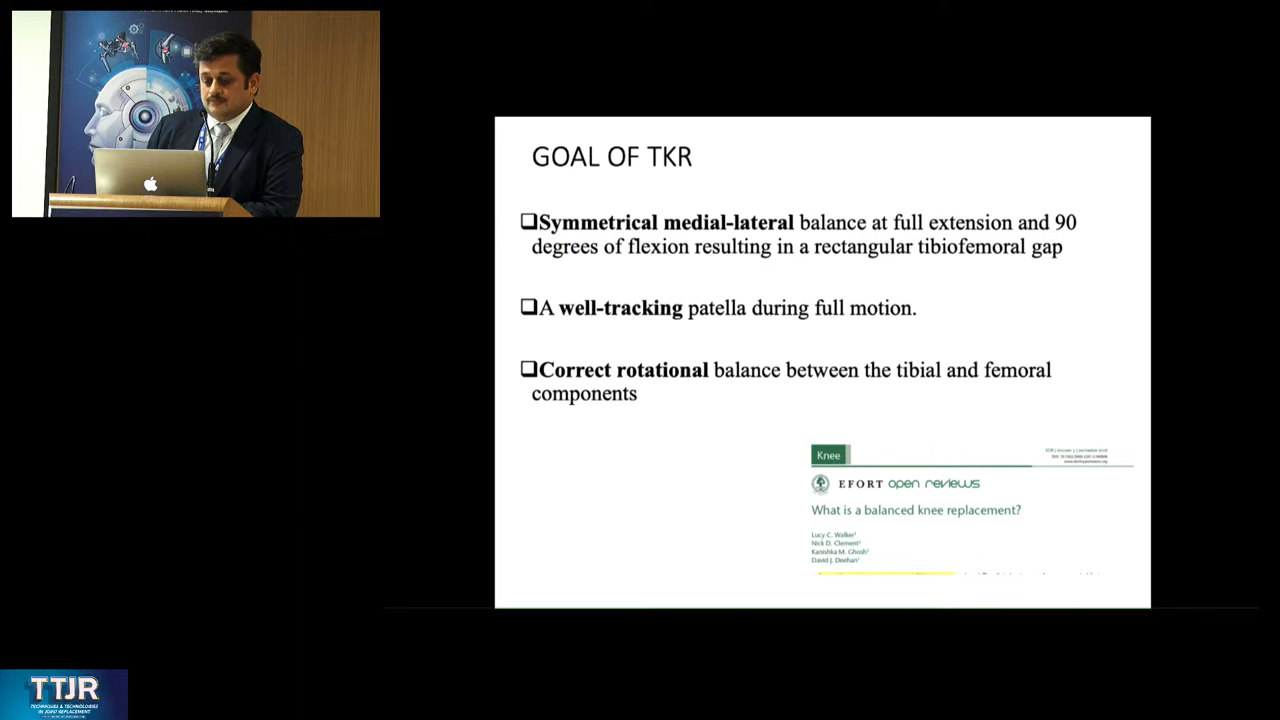 GOAL OF TKR
❑Symmetrical medial-lateral balance at full extension and 90
degrees of flexion resulting in a rectangular tibiofemoral gap
❑A well-tracking patella during full motion.
❑Correct rotational balance between the tibial and femoral
components
Knee
EFORT open reviews
What is a balanced knee replacement?
Lucy C. Walker
Nick D. Clement
Kanishka M. Ghosh
David J. Deehan
TTJR
TECHNIQUES & TECHNOLOGIES
IN JOINT REPLACEMENT